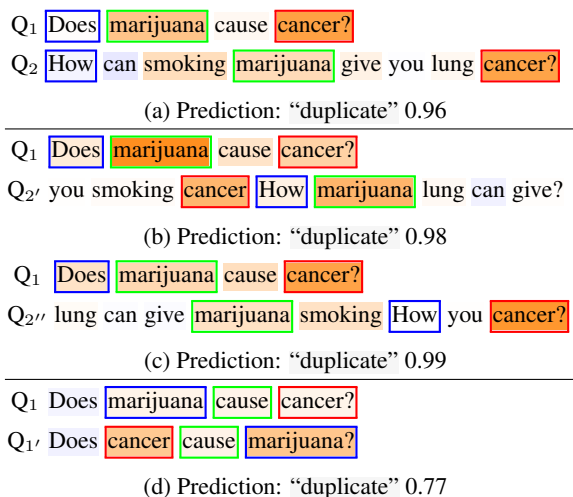 Q1 Does marijuana cause cancer?
Q2 How can smoking marijuana give you lung cancer?
(a) Prediction: “duplicate” 0.96
Q1 Does marijuana cause cancer?
Q2′ you smoking cancer How marijuana lung can give?
(b) Prediction: “duplicate” 0.98
Q1 Does marijuana cause cancer?
Q2′′ lung can give marijuana smoking How you cancer?
(c) Prediction: “duplicate” 0.99
Q1 Does marijuana cause cancer?
Q1′ Does cancer cause marijuana?
(d) Prediction: “duplicate” 0.77